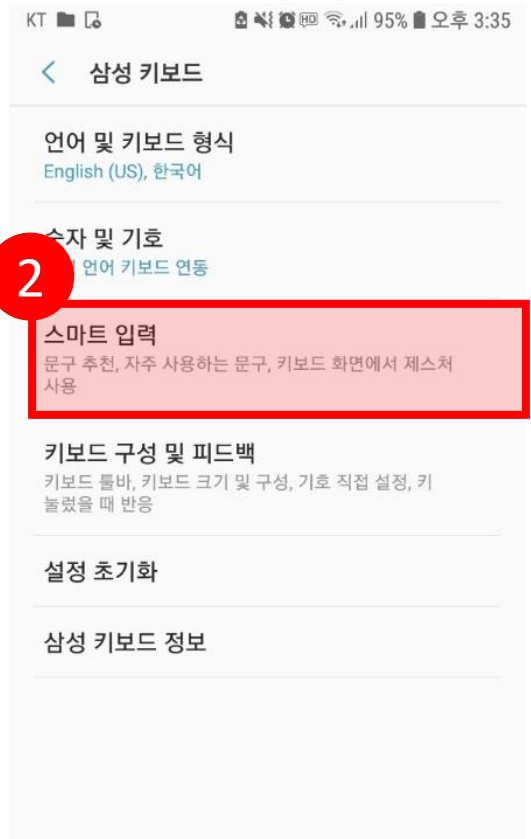 KT HD 95% 오후 3:35
삼성 키보드
언어 및 키보드 형식
English (US), 한국어
숫자 및 기호
2 언어 키보드 연동
스마트 입력
문구 추천, 자주 사용하는 문구, 키보드 화면에서 제스처
사용
키보드 구성 및 피드백
키보드 툴바, 키보드 크기 및 구성, 기호 직접 설정, 키
눌렀을 때 반응
설정 초기화
삼성 키보드 정보